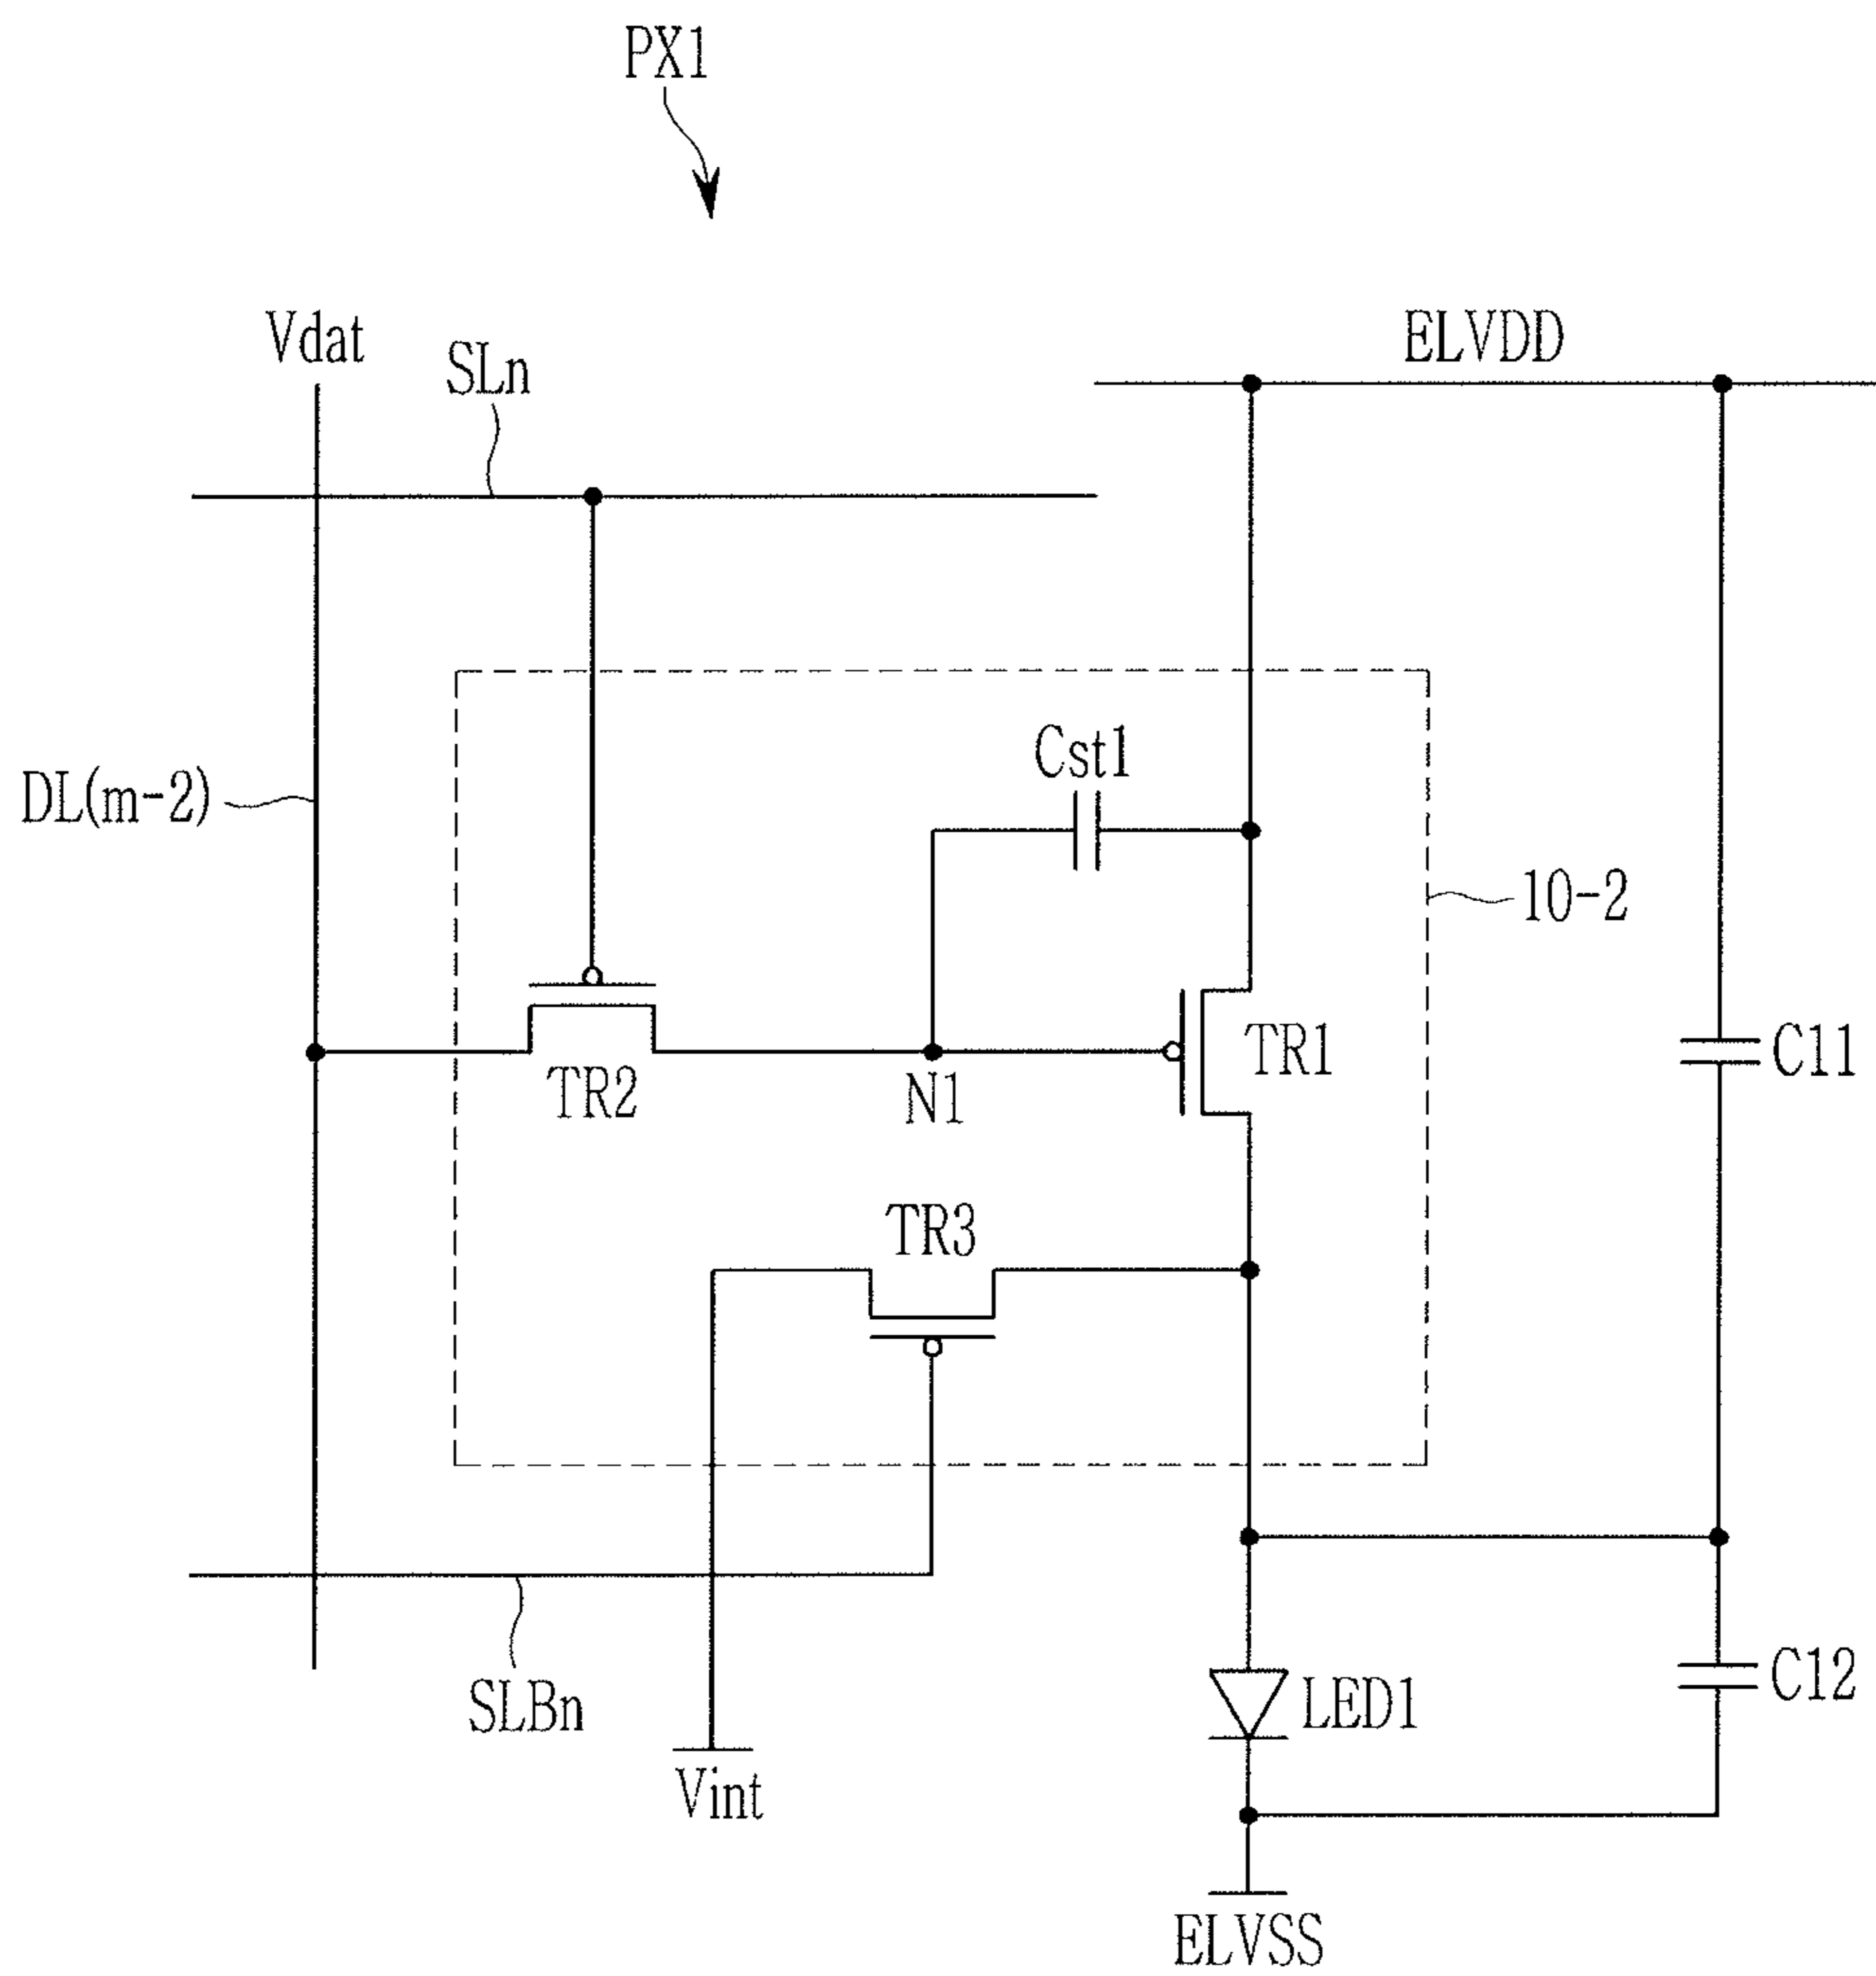 PX1
Vdat
SLn
ELVDD
DL(m-2)
Cst1
10-2
TR2
N1
TR1
C11
TR3
SLBn
Vint
LED1
C12
ELVSS